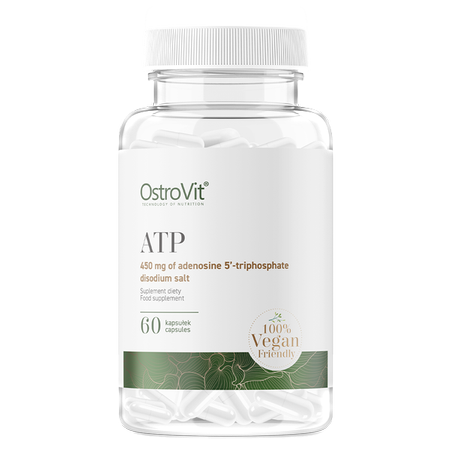 OstroVit®
TECHNOLOGY OF NUTRITION
ATP
450 mg of adenosine 5'-triphosphate
disodium salt
Suplement diety
Food supplement
60 kapsułek
capsules
100%
Vegan
Friendly